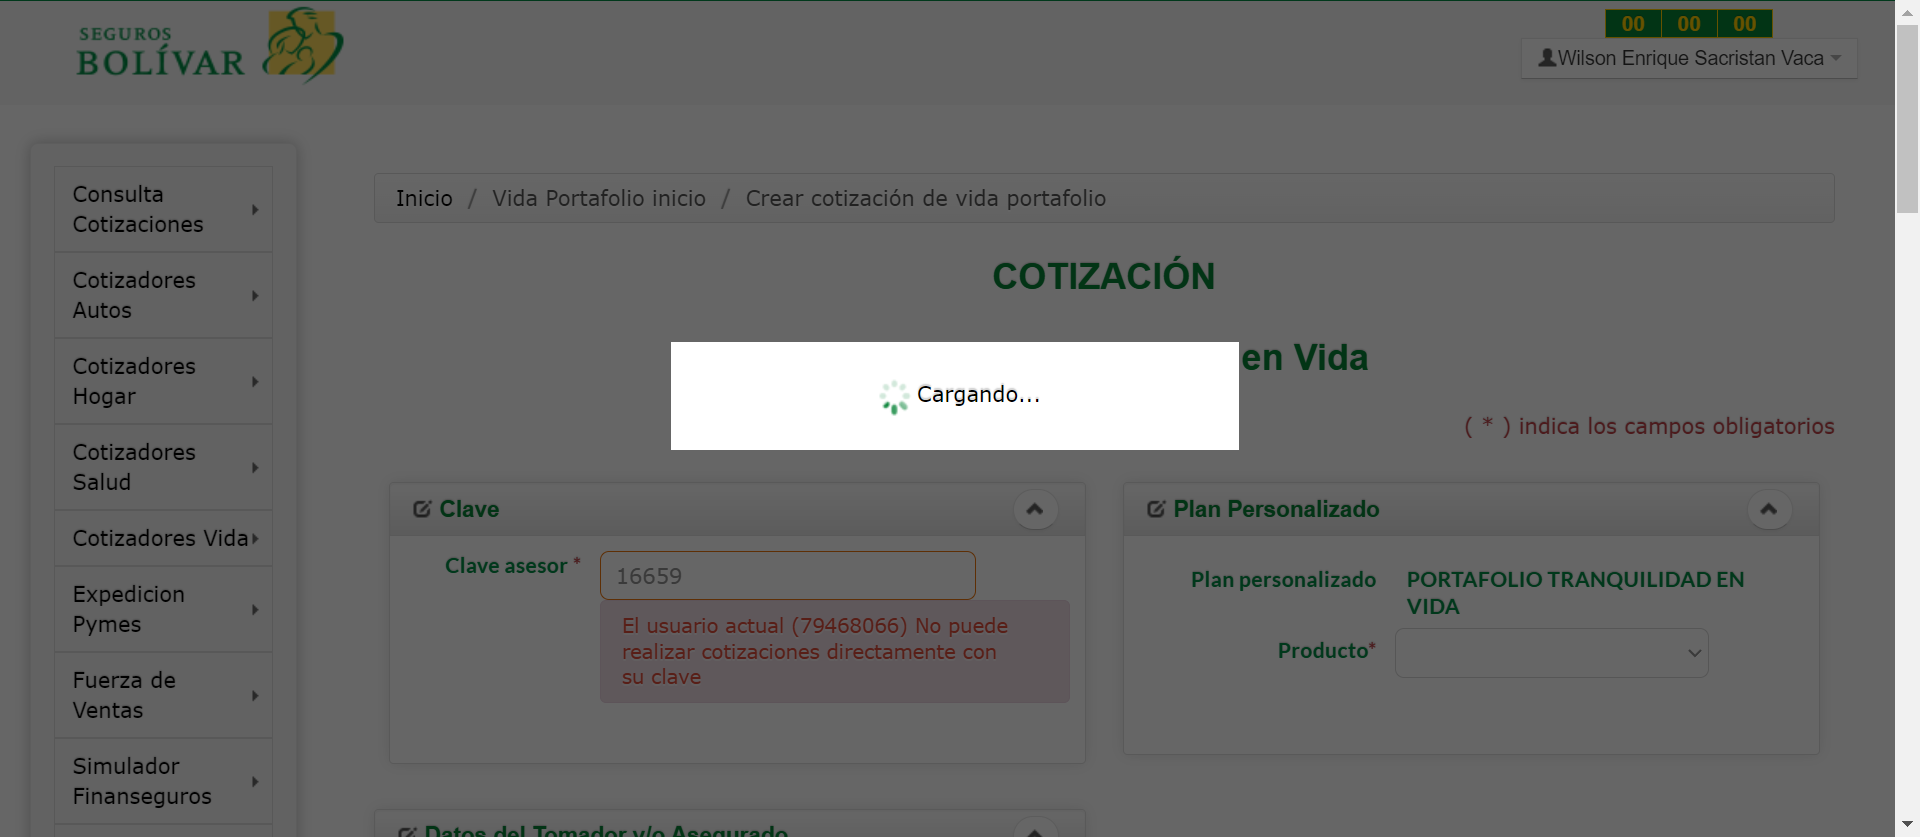 SEGUROS
BOLÍVAR
00 00 00
Wilson Enrique Sacristan Vaca
Consulta
Cotizaciones
Cotizadores
Autos
Cotizadores
Hogar
Cotizadores
Salud
Cotizadores Vida
Expedicion
Pymes
Fuerza de
Ventas
Simulador
Finanseguros
Inicio / Vida Portafolio inicio / Crear cotización de vida portafolio
COTIZACIÓN
en Vida
Cargando...
( * ) indica los campos obligatorios
Clave
Clave asesor *
16659
El usuario actual (79468066) No puede
realizar cotizaciones directamente con
su clave
Plan Personalizado
Plan personalizado
PORTAFOLIO TRANQUILIDAD EN
VIDA
Producto*
Datos del Tomador y/o Asegurado